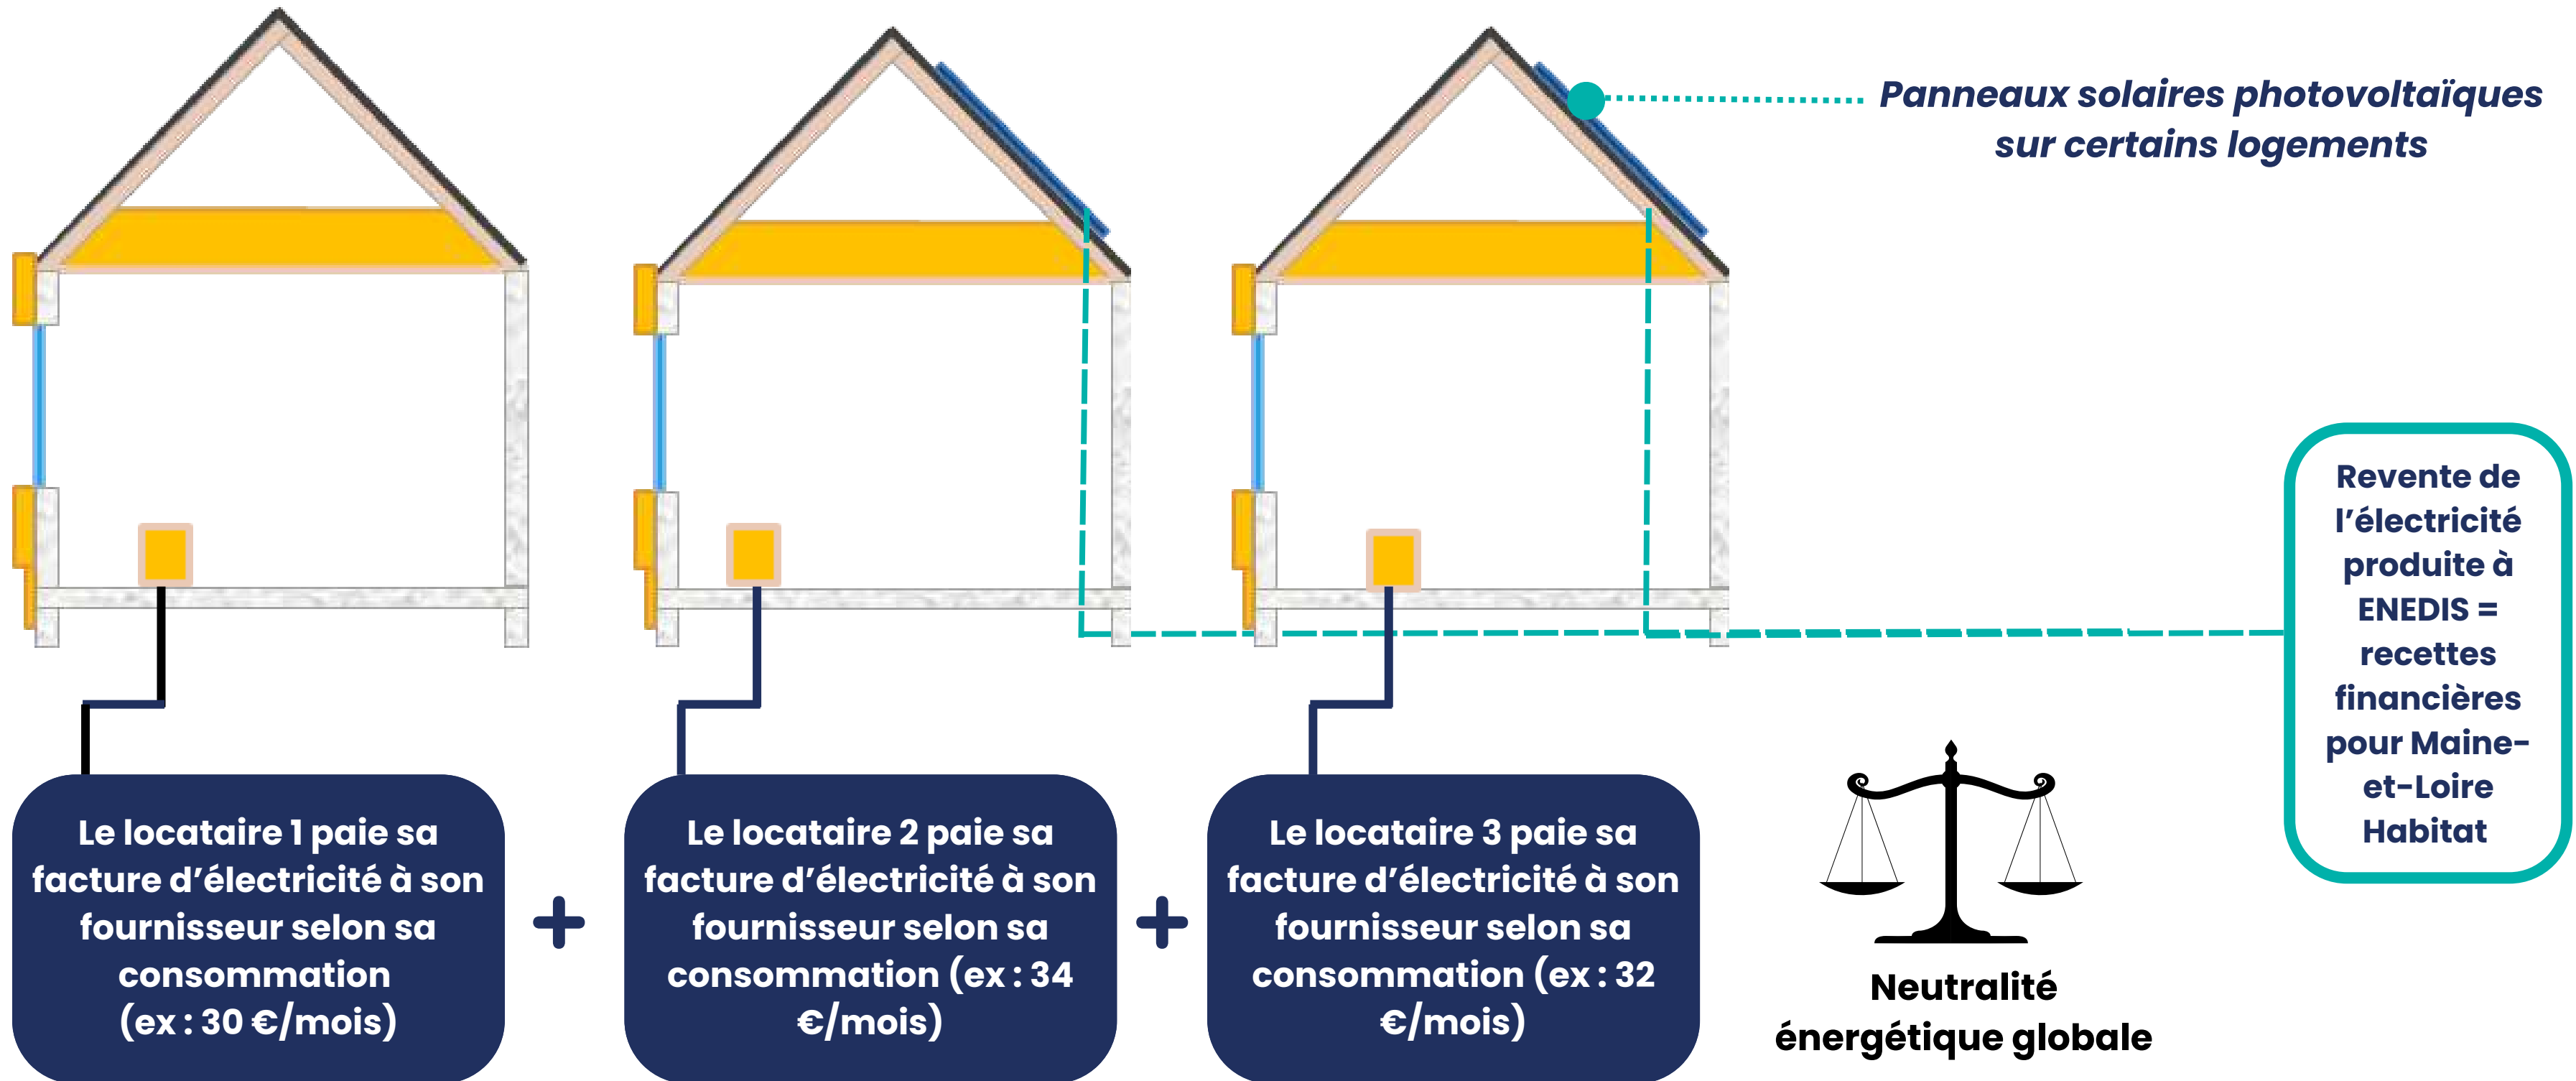 Panneaux solaires photovoltaïques
sur certains logements
Revente de
l’électricité
produite à
ENEDIS =
recettes
financières
pour Maine-
et-Loire
Habitat
Le locataire 1 paie sa
facture d’électricité à son
fournisseur selon sa
consommation
(ex : 30 €/mois)
+
Le locataire 2 paie sa
facture d’électricité à son
fournisseur selon sa
consommation (ex : 34
€/mois)
+
Le locataire 3 paie sa
facture d’électricité à son
fournisseur selon sa
consommation (ex : 32
€/mois)
Neutralité
énergétique globale